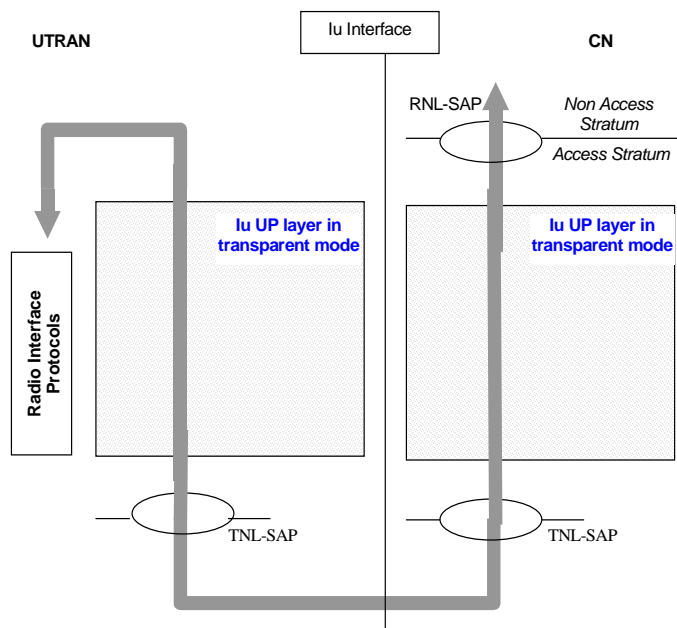 Iu Interface
UTRAN
CN
RNL-SAP
Non Access
Stratum
Access Stratum
Iu UP layer in
transparent mode
Iu UP layer in
transparent mode
Radio Interface
Protocols
TNL-SAP
TNL-SAP